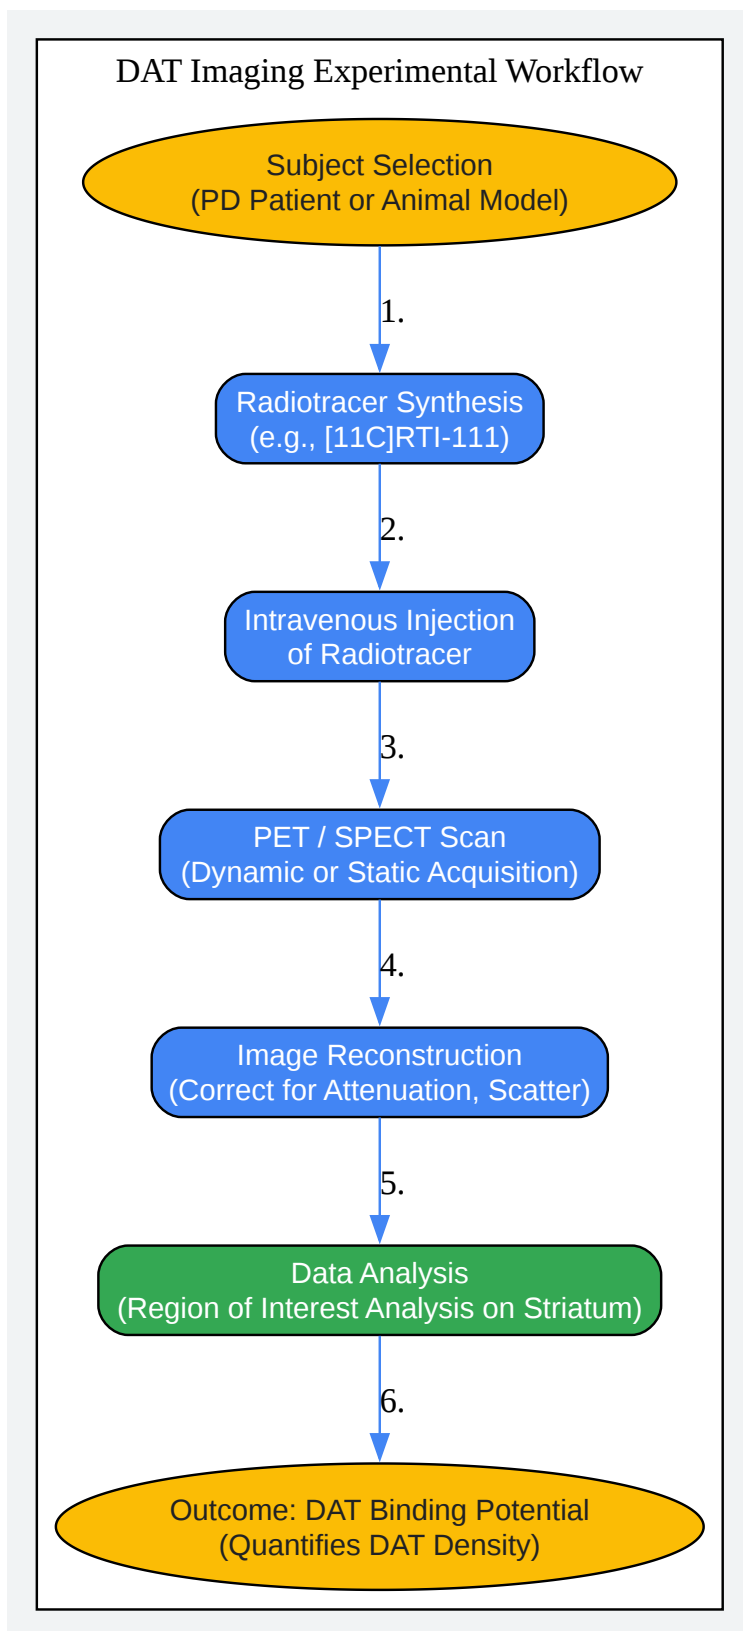 DAT Imaging Experimental Workflow
Subject Selection
(PD Patient or Animal Model)
1.
Radiotracer Synthesis
(e.g., [11C]RTI-111)
2.
Intravenous Injection
of Radiotracer
3.
PET / SPECT Scan
(Dynamic or Static Acquisition)
4.
Image Reconstruction
(Correct for Attenuation, Scatter)
5.
Data Analysis
(Region of Interest Analysis on Striatum)
6.
Outcome: DAT Binding Potential
(Quantifies DAT Density)